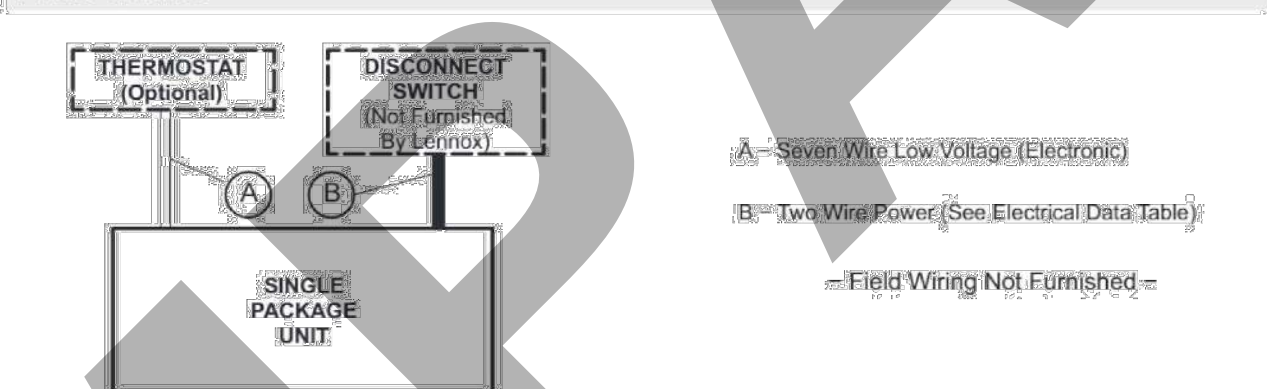 THERMOSTAT
(Optional)
DISCONNECT
SWITCH
(Not Furnished
By Lennox)
A
B
SINGLE
PACKAGE
UNIT
A – Seven Wire Low Voltage (Electronic)
B – Two Wire Power (See Electrical Data Table)
– Field Wiring Not Furnished –